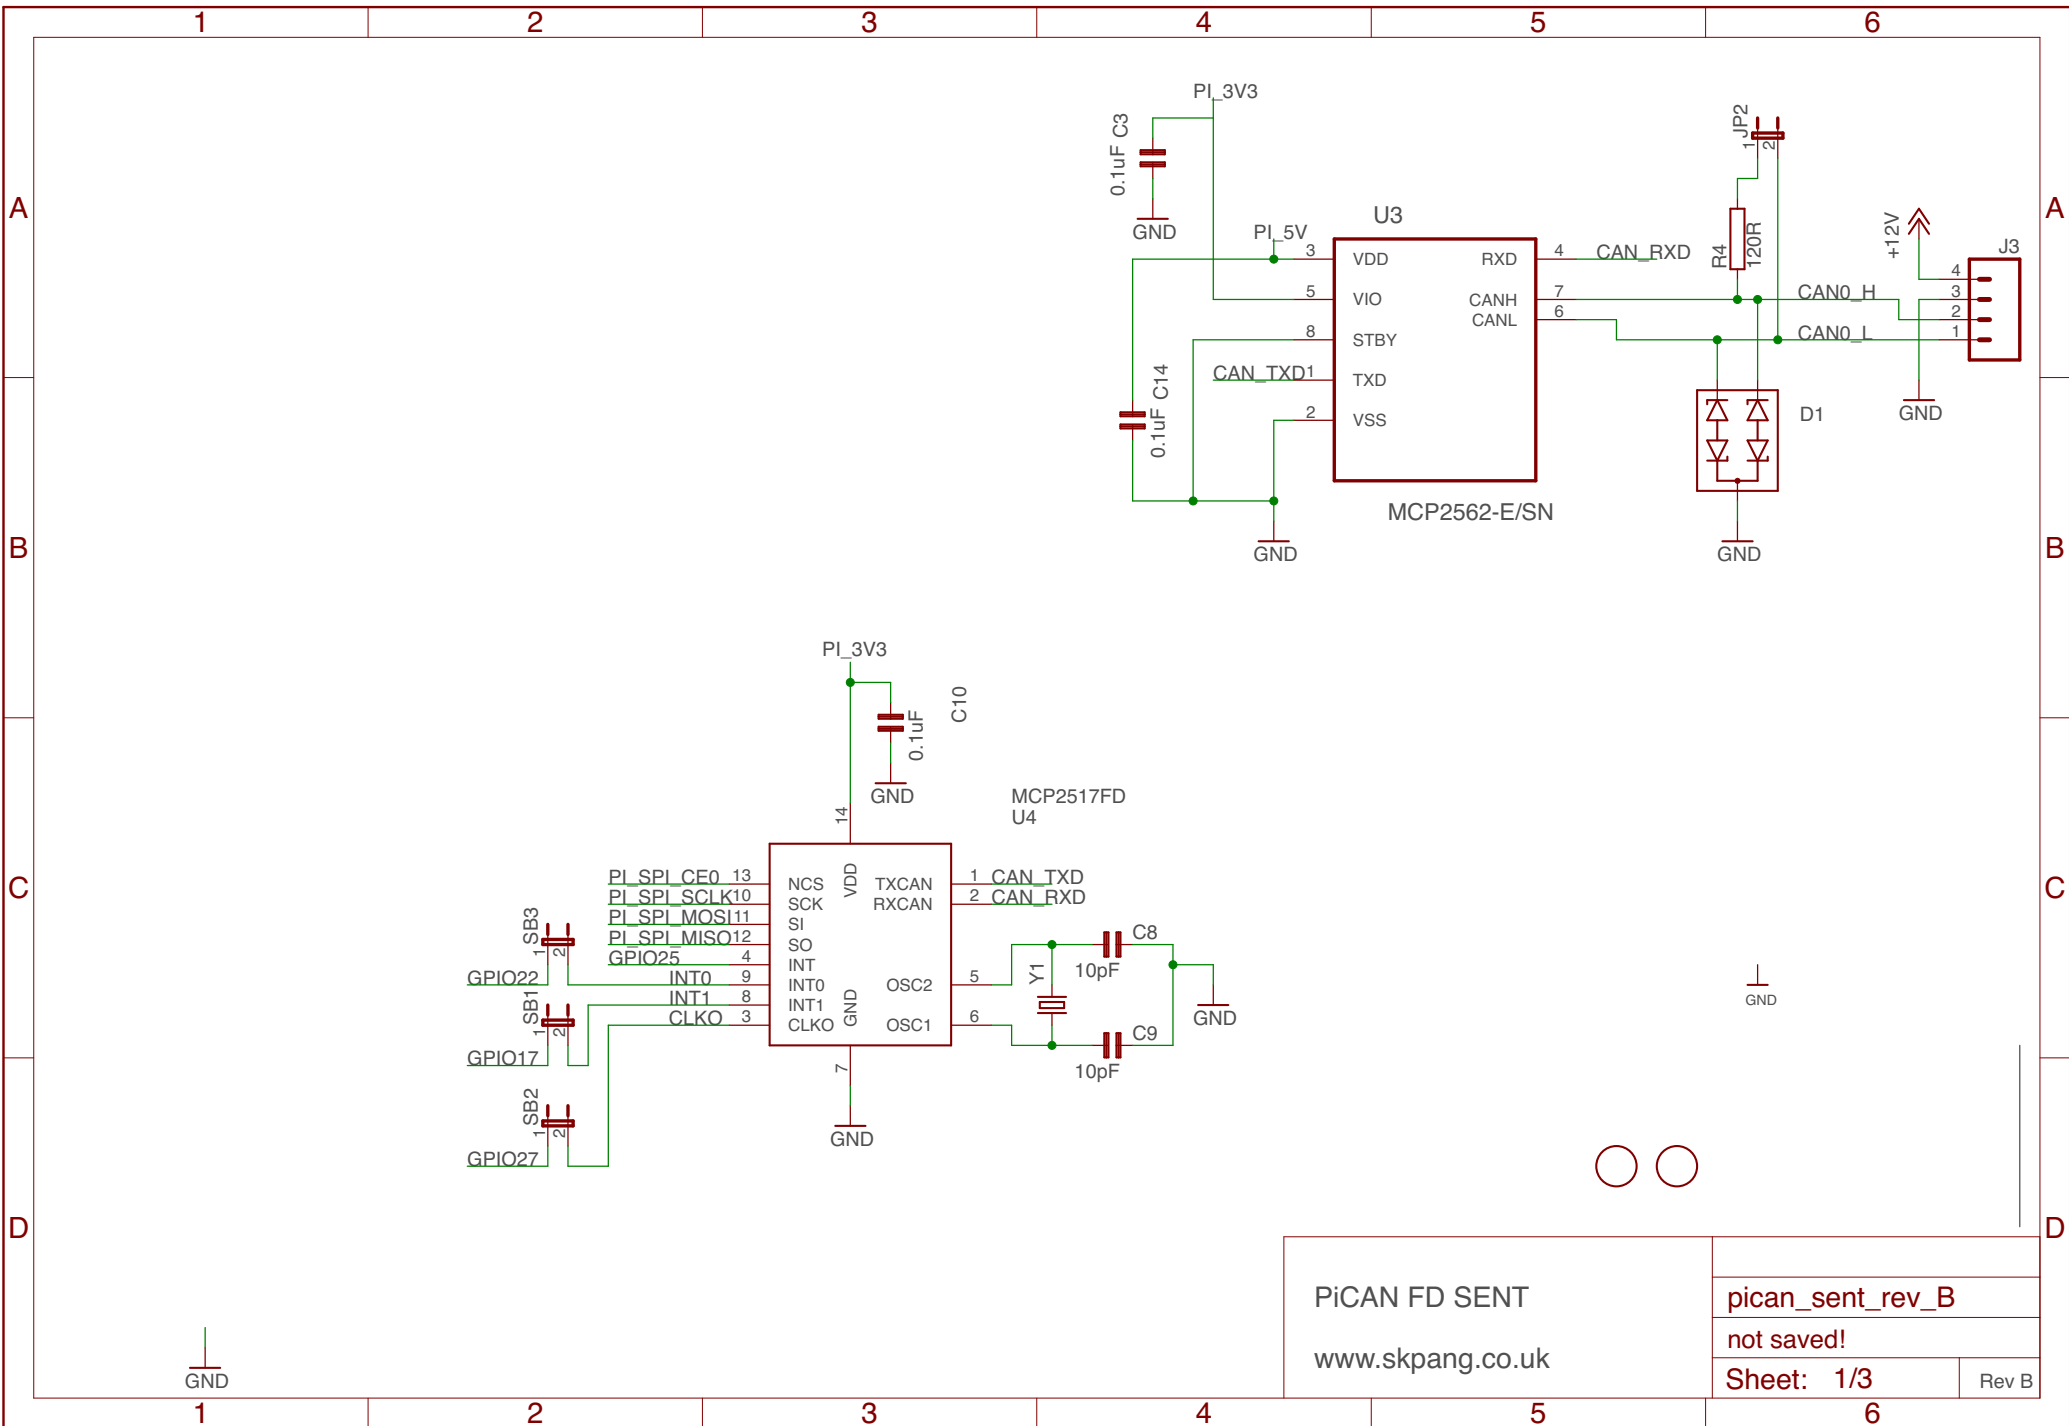 1 2 3 4 5 6
A A
B B
C C
D D
PI_3V3
C3
0.1uF
GND
PI_5V
C14
0.1uF
U3
3 VDD
5 VIO
8 STBY
CAN_TXD 1 TXD
2 VSS
RXD 4 CAN_RXD
CANH 7
CANL 6
MCP2562-E/SN
GND
JP2
1 2
R4
120R
CAN0_H
CAN0_L
+12V
J3
4
3
2
1
GND
D1
GND
PI_3V3
C10
0.1uF
GND
MCP2517FD
U4
14
VDD
PI_SPI_CE0 13 NCS
PI_SPI_SCLK 10 SCK
PI_SPI_MOSI 11 SI
PI_SPI_MISO 12 SO
GPIO25 4 INT
INT0 9 INT0
INT1 8 INT1
CLKO 3 CLKO
GND
7
GND
TXCAN 1 CAN_TXD
RXCAN 2 CAN_RXD
OSC2 5
OSC1 6
Y1
C8
10pF
C9
10pF
GND
SB3
1 2
GPIO22
SB1
1 2
GPIO17
SB2
1 2
GPIO27
GND
GND
PiCAN FD SENT
www.skpang.co.uk
pican_sent_rev_B
not saved!
Sheet: 1/3
Rev B
1 2 3 4 5 6